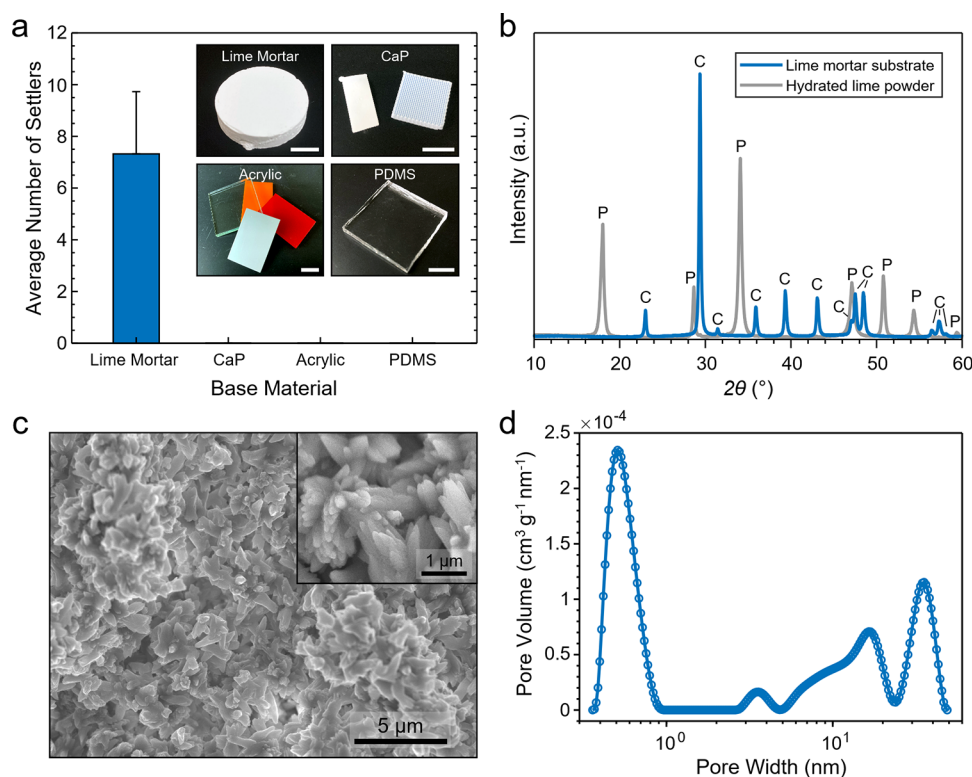 a
12
10
8
6
4
2
0
Average Number of Settlers
Lime Mortar
CaP
Acrylic
PDMS
Lime Mortar CaP Acrylic PDMS
Base Material
b
Intensity (a.u.)
Lime mortar substrate
Hydrated lime powder
P
C
P
C
C
P
C
C
C
C
P
C
P
P
C
P
10 20 30 40 50 60
2θ (°)
c
1 μm
5 μm
d
×10⁻⁴
2.5
2
1.5
1
0.5
0
Pore Volume (cm³ g⁻¹ nm⁻¹)
10⁰ 10¹
Pore Width (nm)